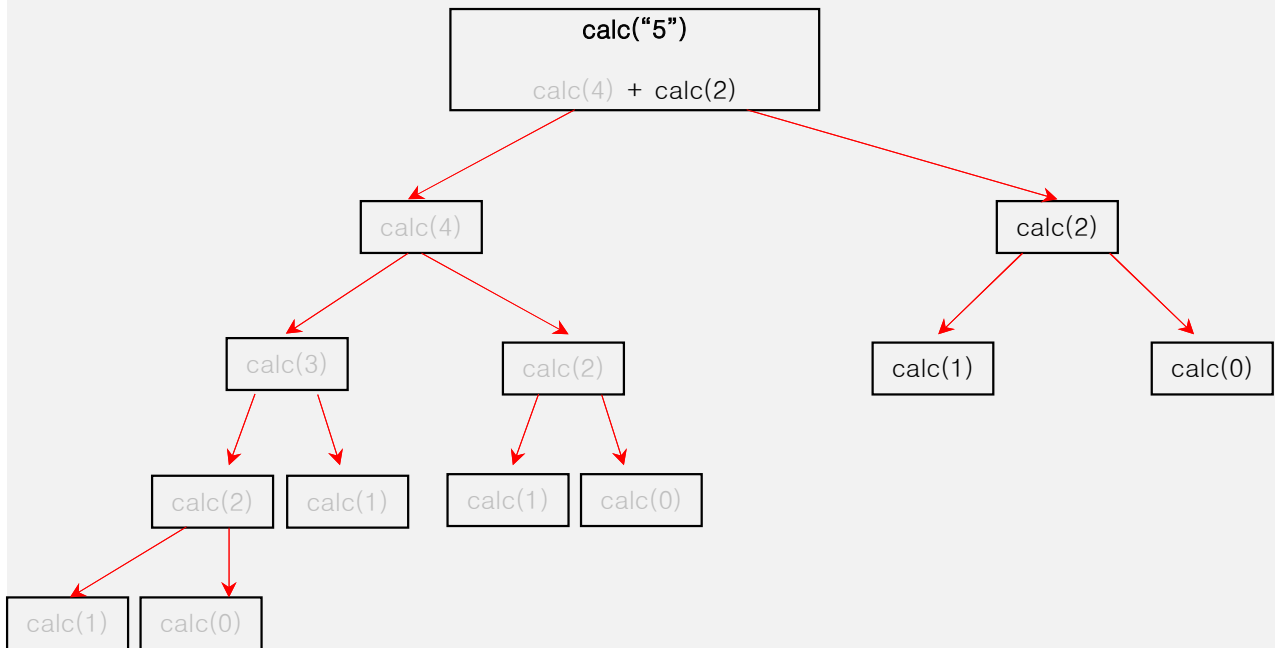 calc(“5”)
calc(4) + calc(2)
calc(4)
calc(2)
calc(3)
calc(2)
calc(1)
calc(0)
calc(2)
calc(1)
calc(1)
calc(0)
calc(1)
calc(0)